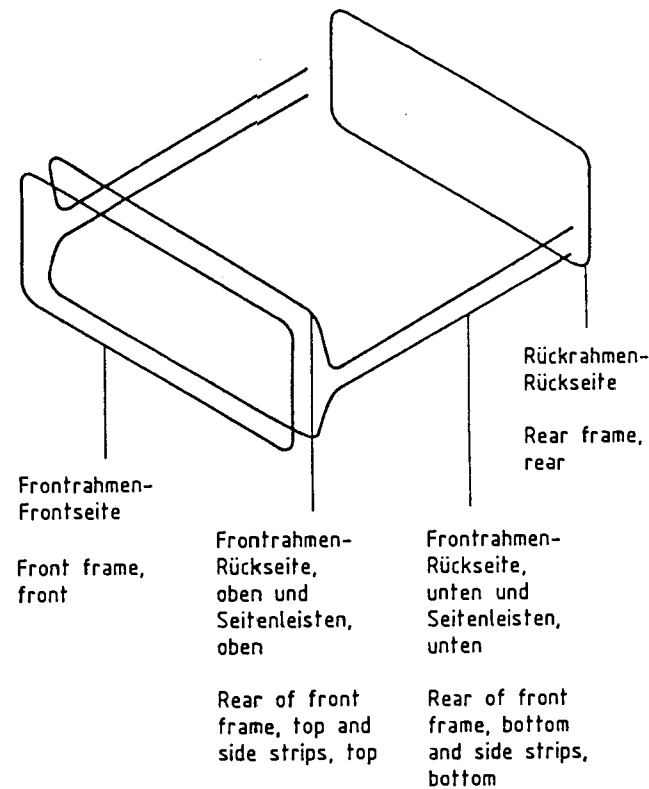 Rückrahmen-
Rückseite
Rear frame,
rear
Frontrahmen-
Frontseite
Front frame,
front
Frontrahmen-
Rückseite,
oben und
Seitenleisten,
oben
Rear of front
frame, top and
side strips, top
Frontrahmen-
Rückseite,
unten und
Seitenleisten,
unten
Rear of front
frame, bottom
and side strips,
bottom